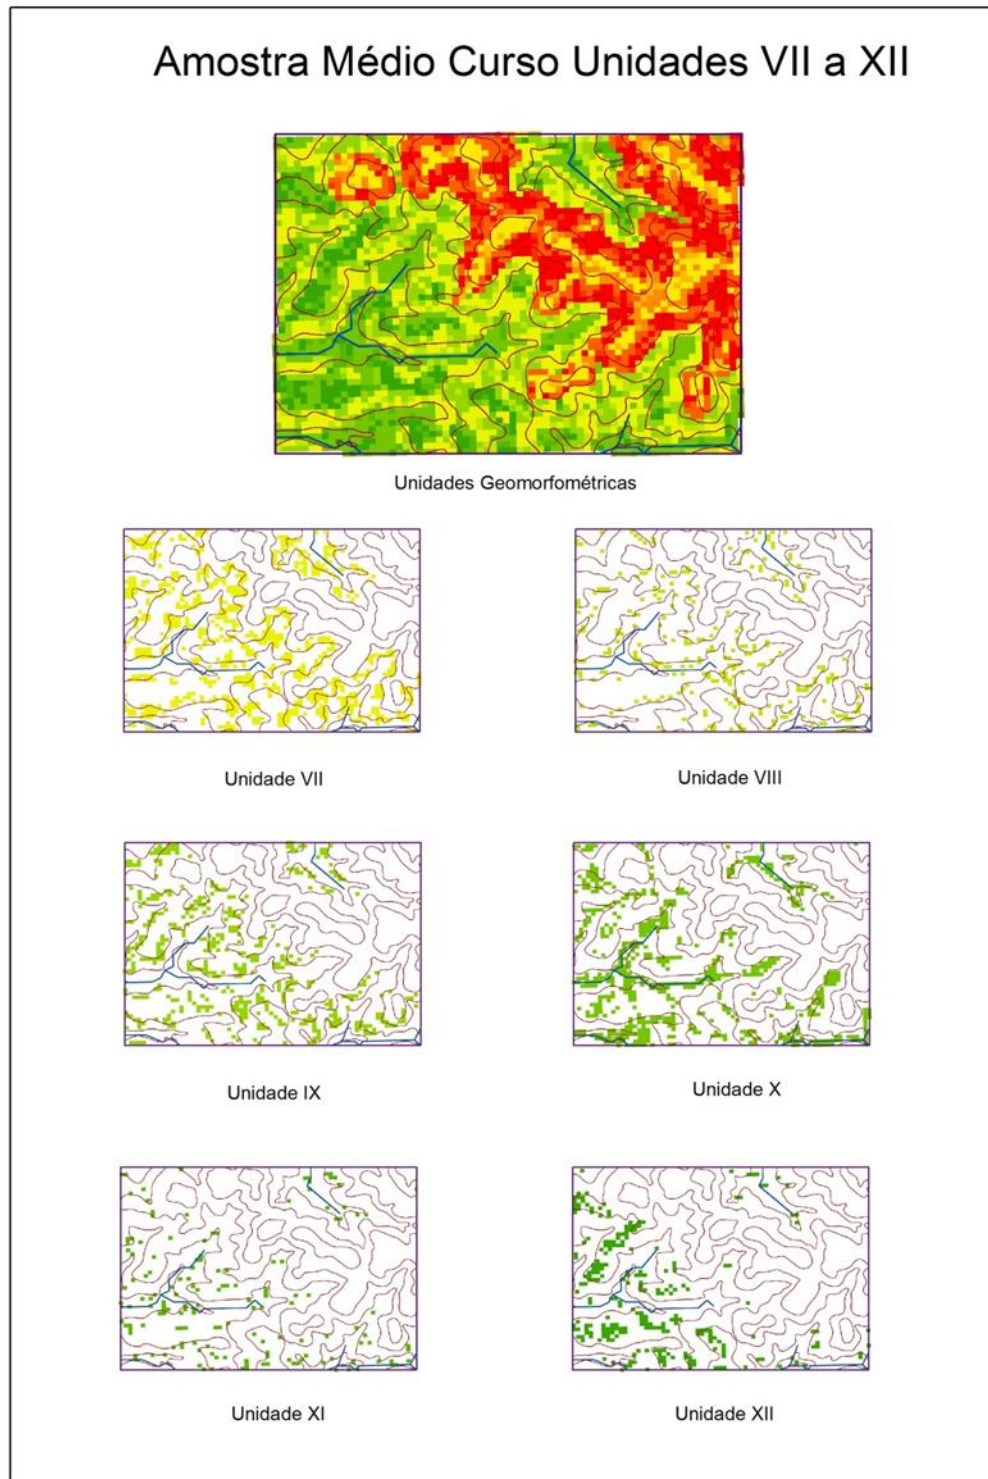 Amostra Médio Curso Unidades VII a XII
Unidades Geomorfométricas
Unidade VII
Unidade VIII
Unidade IX
Unidade X
Unidade XI
Unidade XII